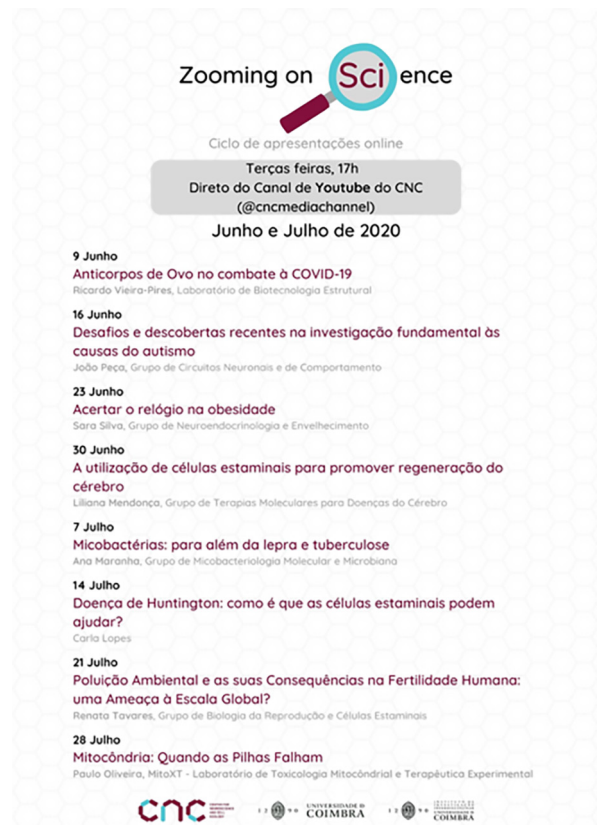 Zooming on Science
Ciclo de apresentações online
Terças feiras, 17h
Direto do Canal de Youtube do CNC
(@cncmediachannel)
Junho e Julho de 2020
9 Junho
Anticorpos de Ovo no combate à COVID-19
Ricardo Vieira-Pires, Laboratório de Biotecnologia Estrutural
16 Junho
Desafios e descobertas recentes na investigação fundamental às
causas do autismo
João Peça, Grupo de Circuitos Neuronais e de Comportamento
23 Junho
Acertar o relógio na obesidade
Sara Silva, Grupo de Neuroendocrinologia e Envelhecimento
30 Junho
A utilização de células estaminais para promover regeneração do
cérebro
Liliana Mendonça, Grupo de Terapias Moleculares para Doenças do Cérebro
7 Julho
Micobactérias: para além da lepra e tuberculose
Ana Maranha, Grupo de Micobacteriologia Molecular e Microbiana
14 Julho
Doença de Huntington: como é que as células estaminais podem
ajudar?
Carla Lopes
21 Julho
Poluição Ambiental e as suas Consequências na Fertilidade Humana:
uma Ameaça à Escala Global?
Renata Tavares, Grupo de Biologia da Reprodução e Células Estaminais
28 Julho
Mitocôndria: Quando as Pilhas Falham
Paulo Oliveira, MitoXT - Laboratório de Toxicologia Mitocôndrial e Terapêutica Experimental
cnc
12 90 UNIVERSIDADE D
COIMBRA
12 90
COIMBRA